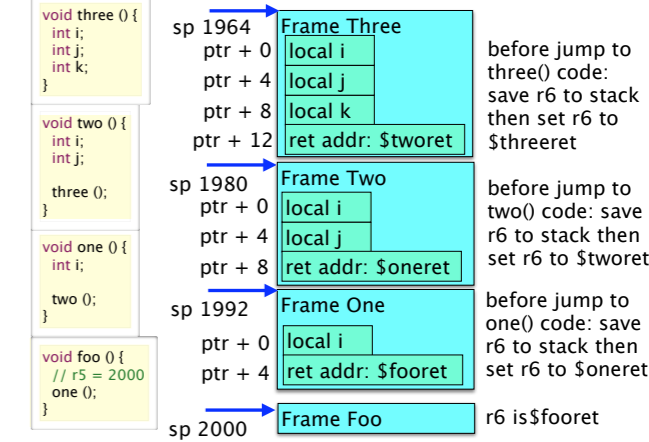 void three () {
int i;
int j;
int k;
}
void two () {
int i;
int j;
three ();
}
void one () {
int i;
two ();
}
void foo () {
// r5 = 2000
one ();
}
sp 1964
Frame Three
ptr + 0 local i
ptr + 4 local j
ptr + 8 local k
ptr + 12 ret addr: $tworet
before jump to
three() code:
save r6 to stack
then set r6 to
$threeret
sp 1980
Frame Two
ptr + 0 local i
ptr + 4 local j
ptr + 8 ret addr: $oneret
before jump to
two() code: save
r6 to stack then
set r6 to $tworet
sp 1992
Frame One
ptr + 0 local i
ptr + 4 ret addr: $fooret
before jump to
one() code: save
r6 to stack then
set r6 to $oneret
sp 2000
Frame Foo
r6 is$fooret